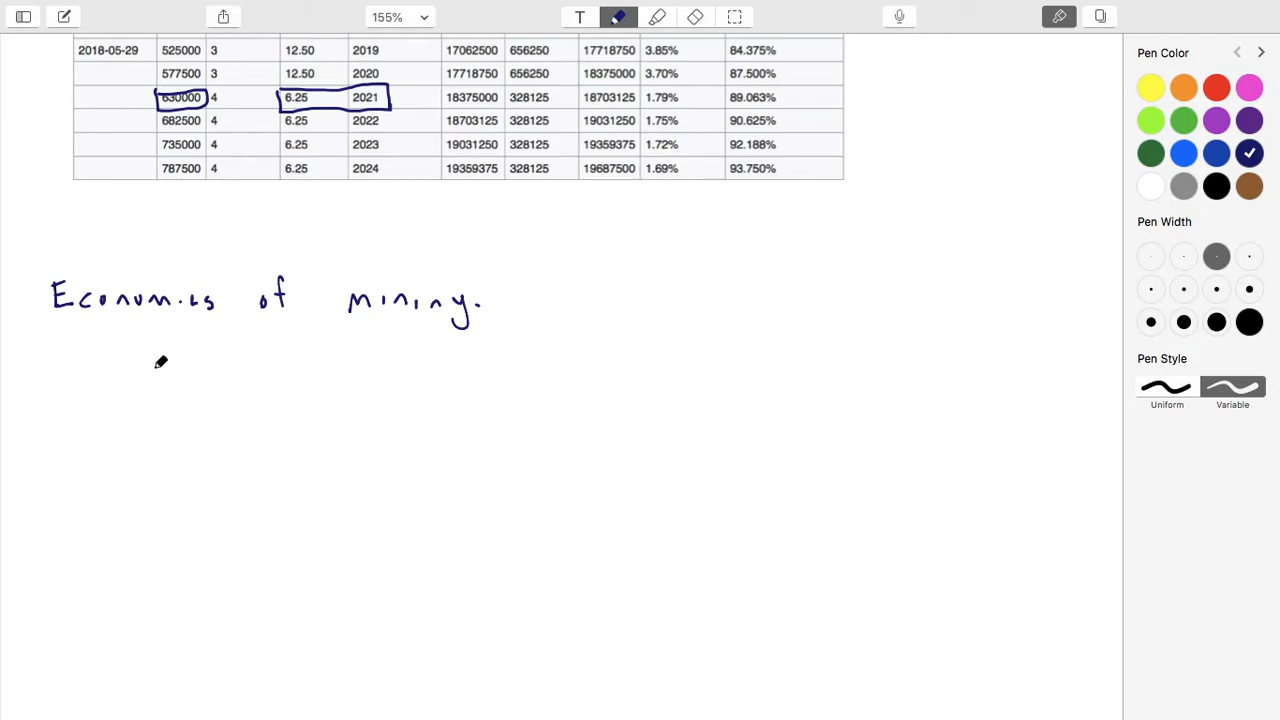 155%
T
2018-05-29 525000 3 12.50 2019 17062500 656250 17718750 3.85% 84.375%
577500 3 12.50 2020 17718750 656250 18375000 3.70% 87.500%
630000 4 6.25 2021 18375000 328125 18703125 1.79% 89.063%
682500 4 6.25 2022 18703125 328125 19031250 1.75% 90.625%
735000 4 6.25 2023 19031250 328125 19359375 1.72% 92.188%
787500 4 6.25 2024 19359375 328125 19687500 1.69% 93.750%
Economics of mining.
Pen Color
Pen Width
Pen Style
Uniform Variable